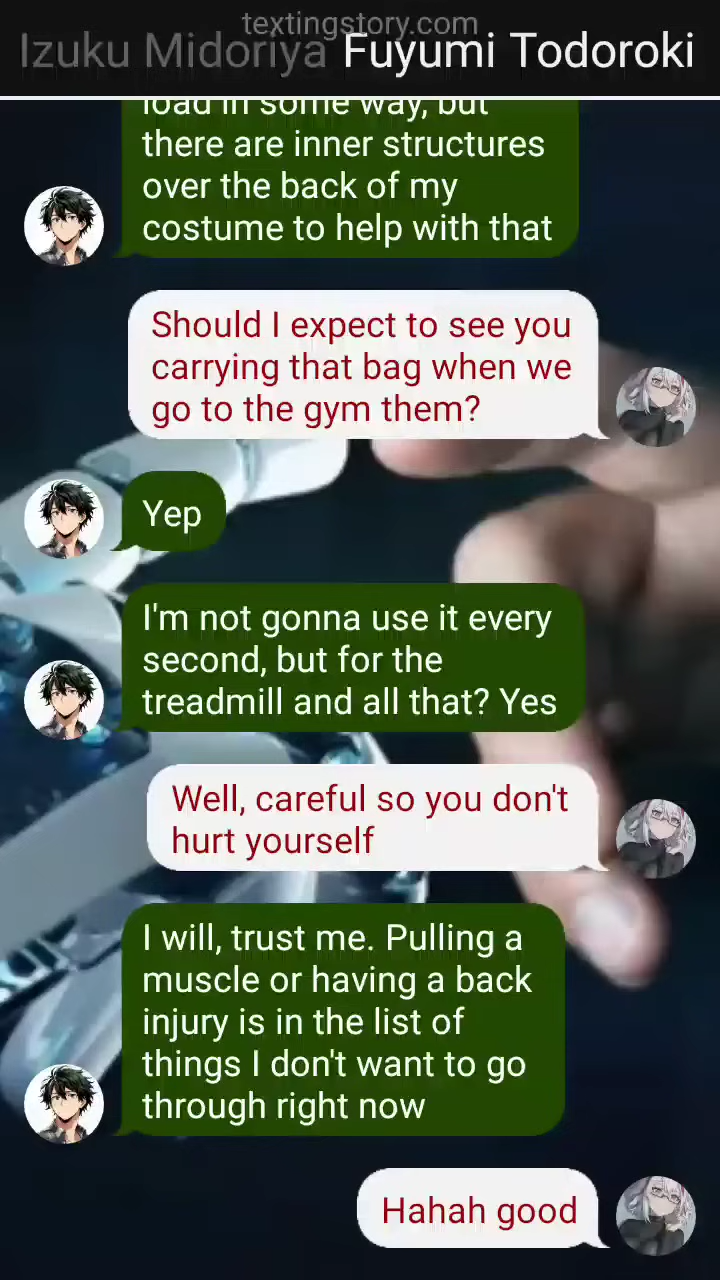 textingstory.com
Izuku Midoriya Fuyumi Todoroki
load in some way, but
there are inner structures
over the back of my
costume to help with that
Should I expect to see you
carrying that bag when we
go to the gym them?
Yep
I'm not gonna use it every
second, but for the
treadmill and all that? Yes
Well, careful so you don't
hurt yourself
I will, trust me. Pulling a
muscle or having a back
injury is in the list of
things I don't want to go
through right now
Hahah good